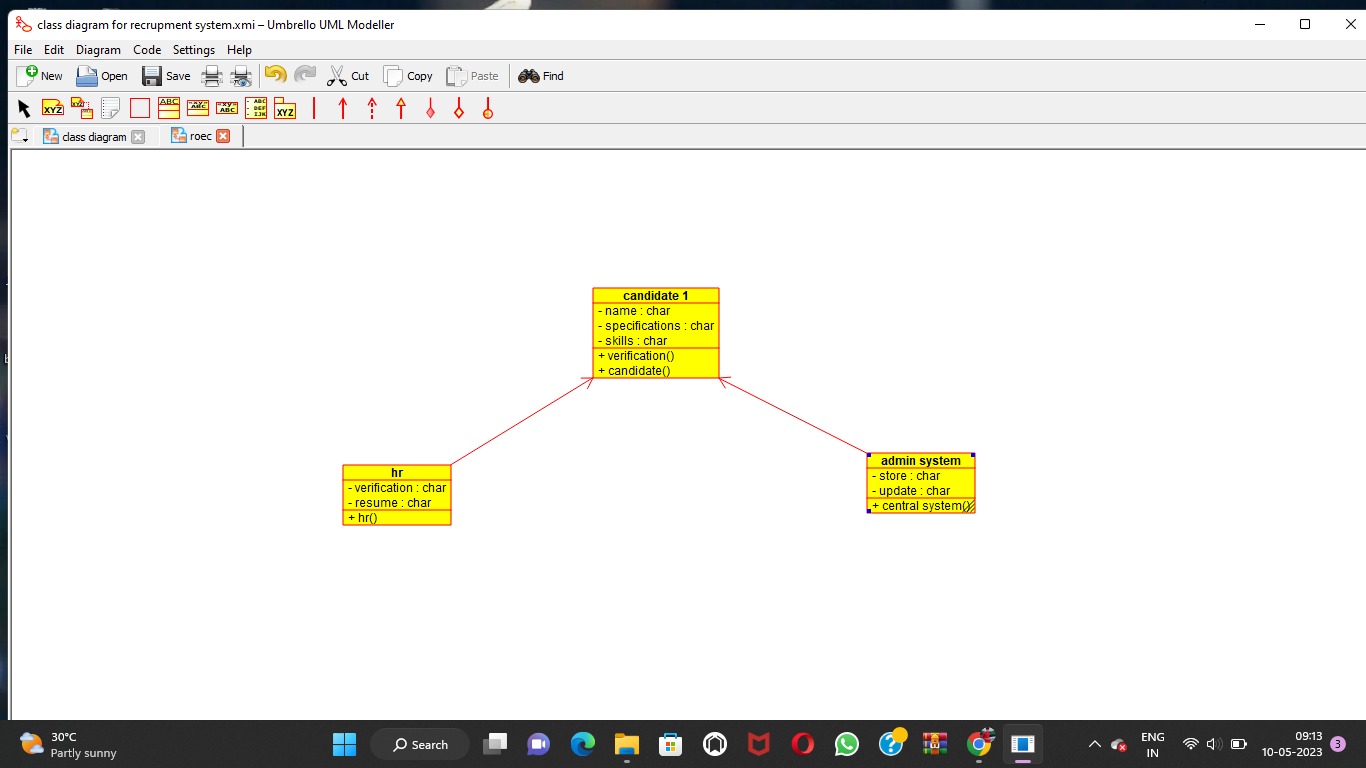 class diagram for recrupment system.xmi – Umbrello UML Modeller
File Edit Diagram Code Settings Help
New Open Save Cut Copy Paste Find
XYZ XYZ ABC -xy- ABC -xy- ABC ABC DEF IJK XYZ
class diagram roec
candidate 1
- name : char
- specifications : char
- skills : char
+ verification()
+ candidate()
hr
- verification : char
- resume : char
+ hr()
admin system
- store : char
- update : char
+ central system()
30°C
Partly sunny
Search
ENG
IN
09:13
10-05-2023
3